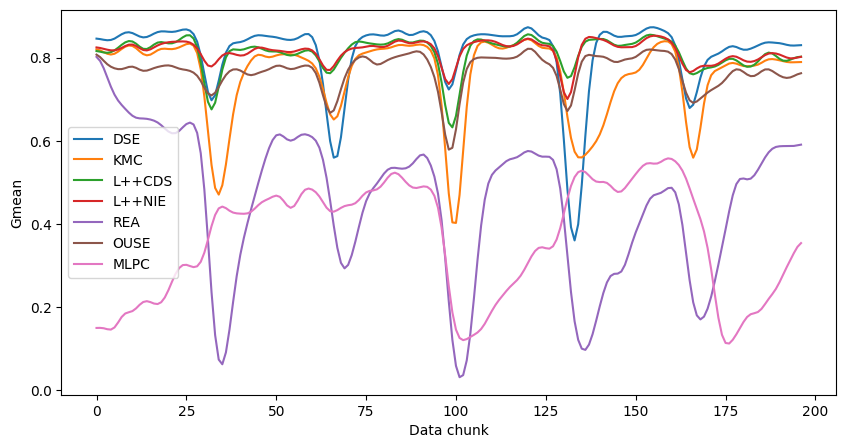 0.8
0.6
0.4
0.2
0.0
Gmean
DSE
KMC
L++CDS
L++NIE
REA
OUSE
MLPC
0 25 50 75 100 125 150 175 200
Data chunk